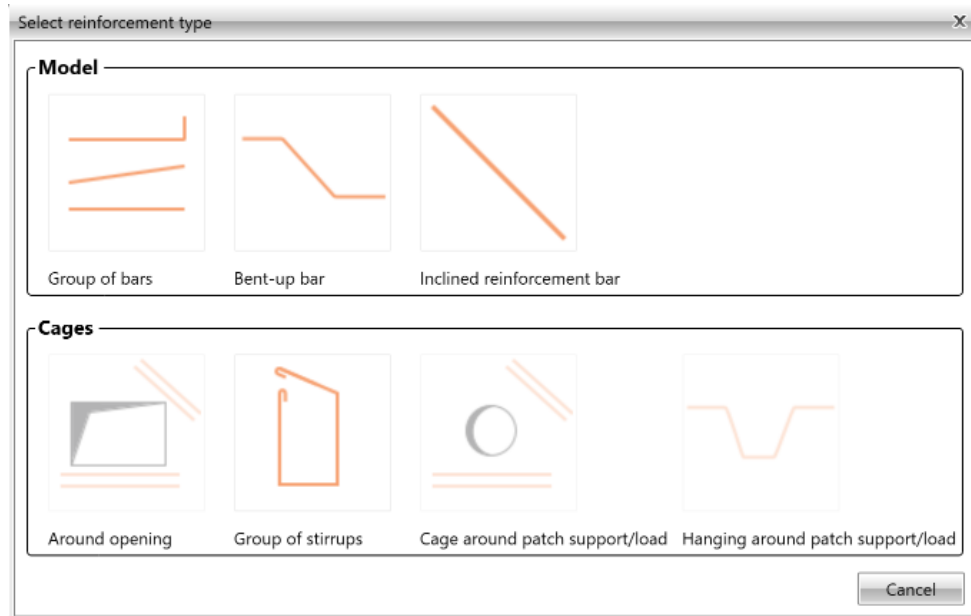 Select reinforcement type
x
Model
Group of bars
Bent-up bar
Inclined reinforcement bar
Cages
Around opening
Group of stirrups
Cage around patch support/load
Hanging around patch support/load
Cancel